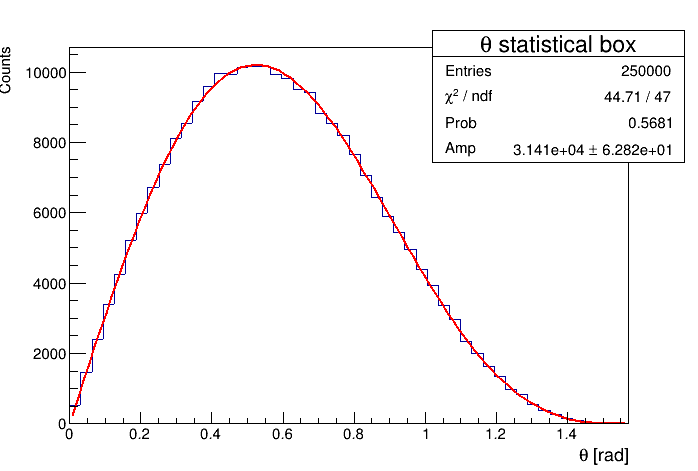 θ statistical box
Entries 250000
χ² / ndf 44.71 / 47
Prob 0.5681
Amp 3.141e+04 ± 6.282e+01
Counts
10000
8000
6000
4000
2000
0
0 0.2 0.4 0.6 0.8 1 1.2 1.4
θ [rad]